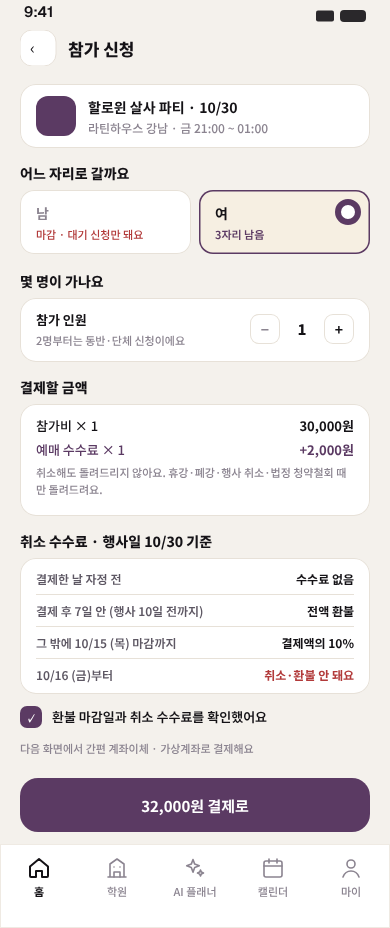 9:41
‹ 참가 신청
할로윈 살사 파티 · 10/30
라틴하우스 강남 · 금 21:00 ~ 01:00
어느 자리로 갈까요
남
마감 · 대기 신청만 돼요
여
3자리 남음
몇 명이 가나요
참가 인원
2명부터는 동반·단체 신청이에요
− 1 +
결제할 금액
참가비 × 1 30,000원
예매 수수료 × 1 +2,000원
취소해도 돌려드리지 않아요. 휴강·폐강·행사 취소·법정 청약철회 때
만 돌려드려요.
취소 수수료 · 행사일 10/30 기준
결제한 날 자정 전 수수료 없음
결제 후 7일 안 (행사 10일 전까지) 전액 환불
그 밖에 10/15 (목) 마감까지 결제액의 10%
10/16 (금)부터 취소·환불 안 돼요
✓ 환불 마감일과 취소 수수료를 확인했어요
다음 화면에서 간편 계좌이체 · 가상계좌로 결제해요
32,000원 결제로
홈 학원 AI 플래너 캘린더 마이